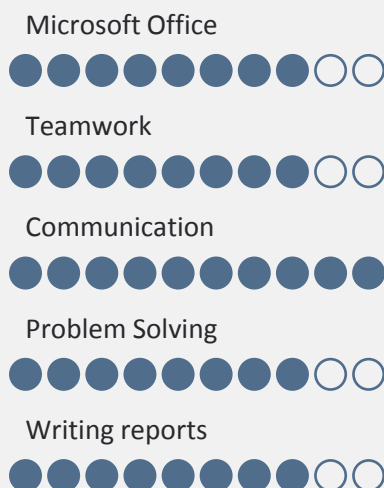 Microsoft Office
Teamwork
Communication
Problem Solving
Writing reports